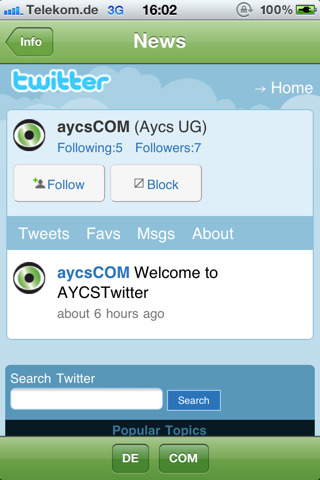 Telekom.de 3G 16:02 100%
Info News
twitter → Home
aycsCOM (Aycs UG)
Following:5 Followers:7
Follow Block
Tweets Favs Msgs About
aycsCOM Welcome to
AYCSTwitter
about 6 hours ago
Search Twitter
Search
Popular Topics
DE COM